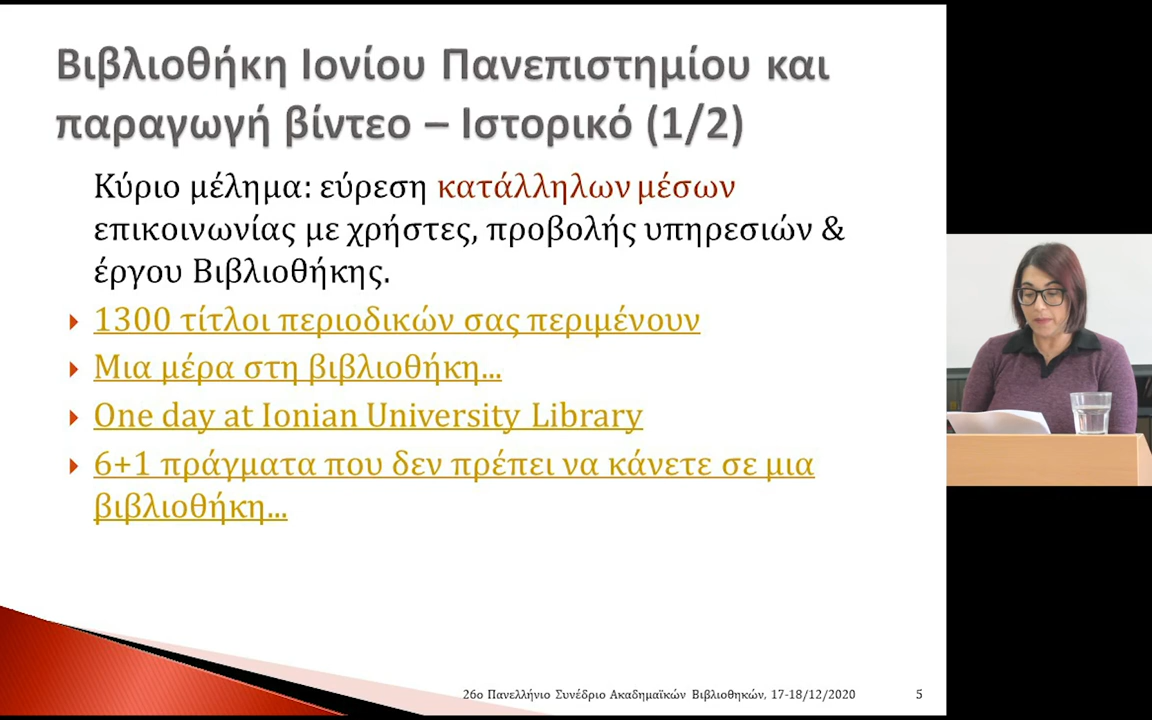 Βιβλιοθήκη Ιονίου Πανεπιστημίου και
παραγωγή βίντεο – Ιστορικό (1/2)
Κύριο μέλημα: εύρεση κατάλληλων μέσων
επικοινωνίας με χρήστες, προβολής υπηρεσιών &
έργου Βιβλιοθήκης.
1300 τίτλοι περιοδικών σας περιμένουν
Μια μέρα στη βιβλιοθήκη...
One day at Ionian University Library
6+1 πράγματα που δεν πρέπει να κάνετε σε μια
βιβλιοθήκη...
26ο Πανελλήνιο Συνέδριο Ακαδημαϊκών Βιβλιοθηκών, 17-18/12/2020 5